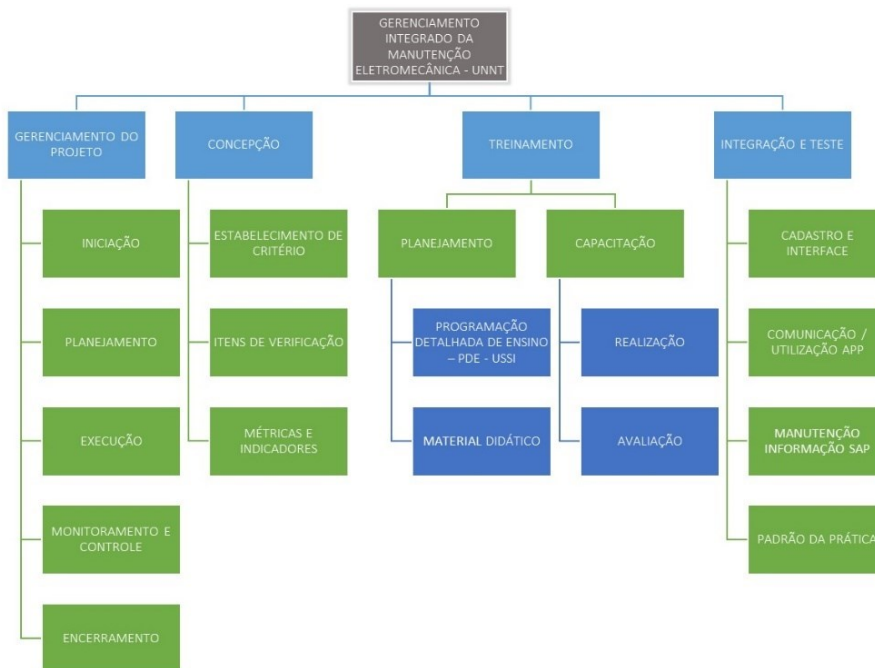 GERENCIAMENTO
INTEGRADO DA
MANUTENÇÃO
ELETROMECÂNICA - UNNT
GERENCIAMENTO DO
PROJETO
CONCEPÇÃO
TREINAMENTO
INTEGRAÇÃO E TESTE
INICIAÇÃO
PLANEJAMENTO
EXECUÇÃO
MONITORAMENTO E
CONTROLE
ENCERRAMENTO
ESTABELECIMENTO DE
CRITÉRIO
ITENS DE VERIFICAÇÃO
MÉTRICAS E
INDICADORES
PLANEJAMENTO
PROGRAMAÇÃO
DETALHADA DE ENSINO
– PDE - USSI
MATERIAL DIDÁTICO
CAPACITAÇÃO
REALIZAÇÃO
AVALIAÇÃO
CADASTRO E
INTERFACE
COMUNICAÇÃO /
UTILIZAÇÃO APP
MANUTENÇÃO
INFORMAÇÃO SAP
PADRÃO DA PRÁTICA